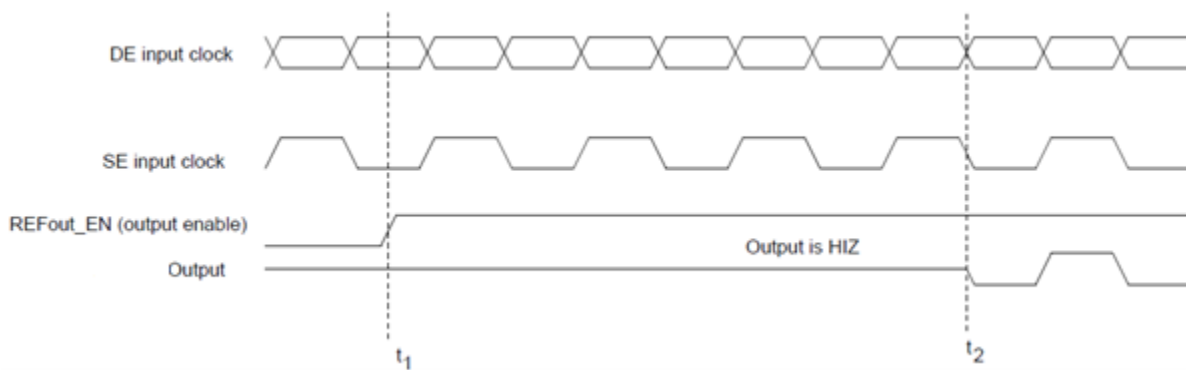 DE input clock
SE input clock
REFout_EN (output enable)
Output is HIZ
Output
t1
t2